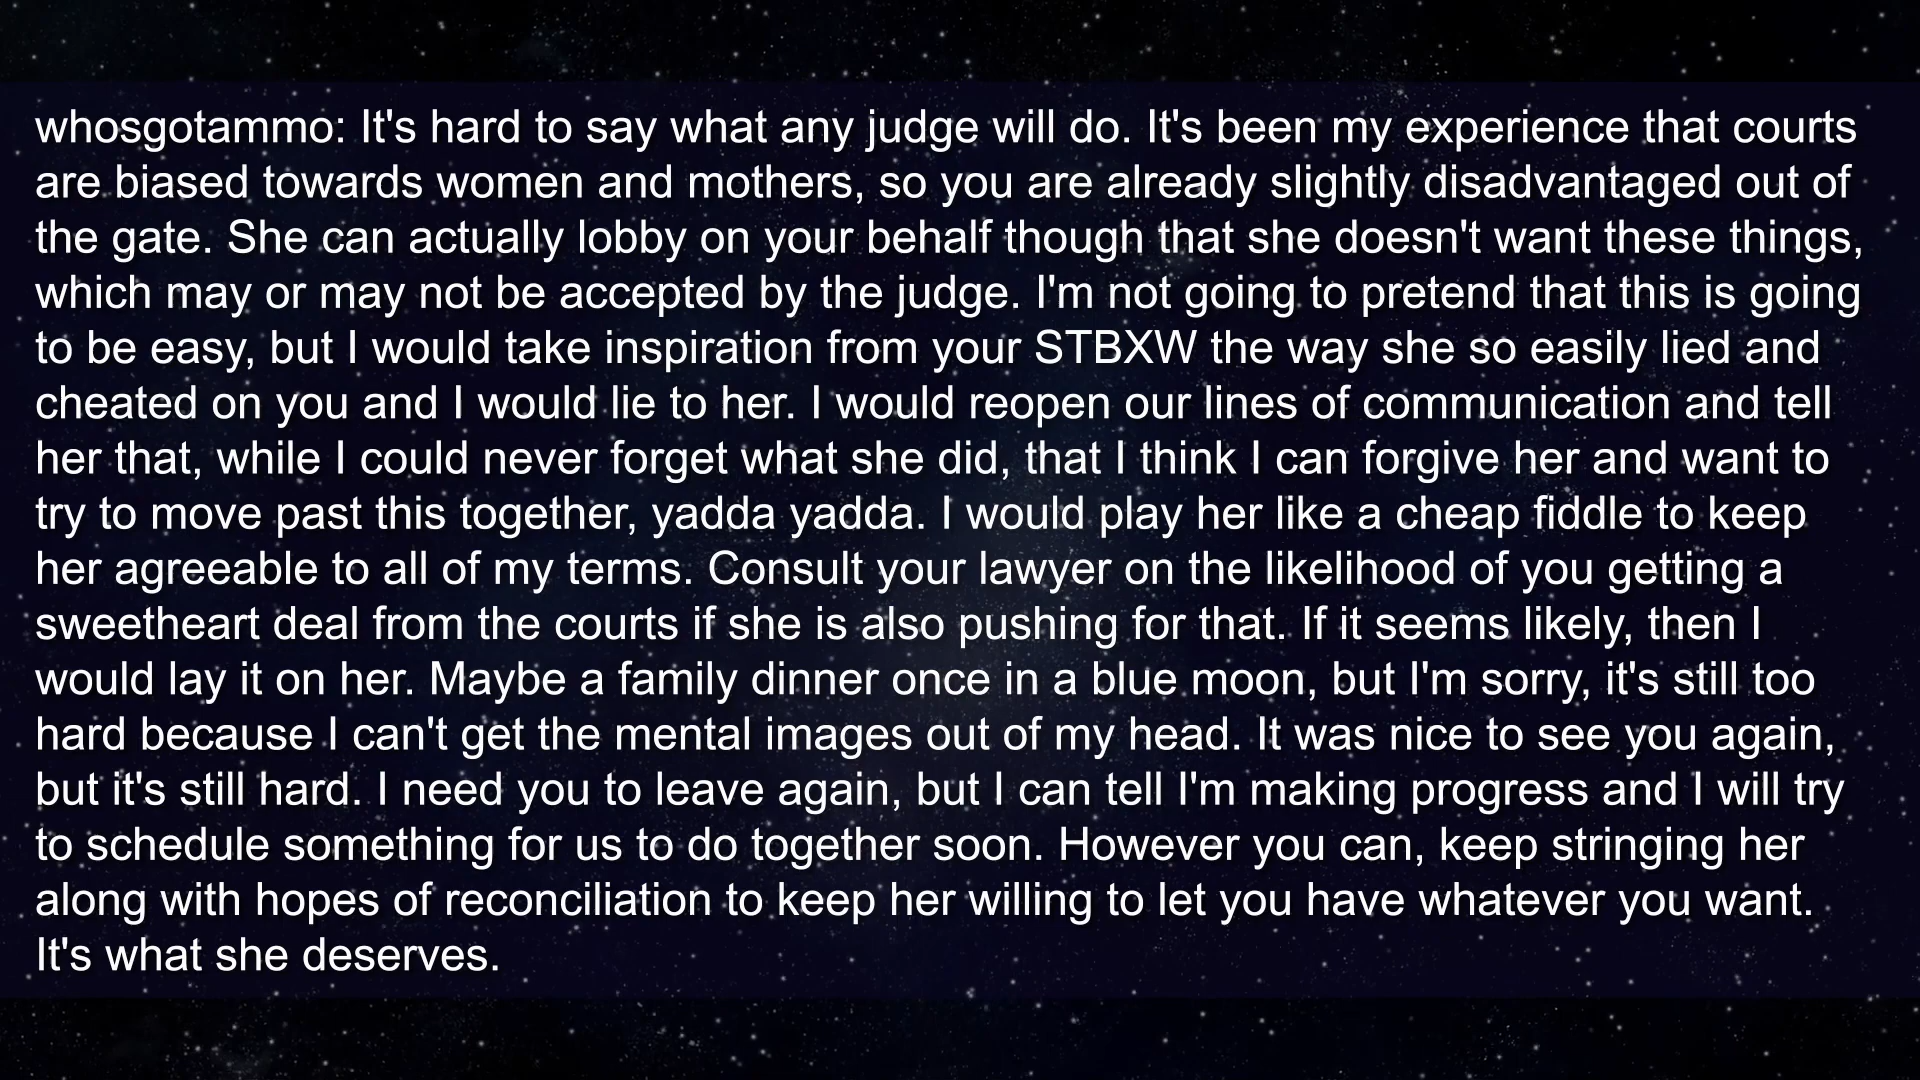 whosgotammo: It's hard to say what any judge will do. It's been my experience that courts
are biased towards women and mothers, so you are already slightly disadvantaged out of
the gate. She can actually lobby on your behalf though that she doesn't want these things,
which may or may not be accepted by the judge. I'm not going to pretend that this is going
to be easy, but I would take inspiration from your STBXW the way she so easily lied and
cheated on you and I would lie to her. I would reopen our lines of communication and tell
her that, while I could never forget what she did, that I think I can forgive her and want to
try to move past this together, yadda yadda. I would play her like a cheap fiddle to keep
her agreeable to all of my terms. Consult your lawyer on the likelihood of you getting a
sweetheart deal from the courts if she is also pushing for that. If it seems likely, then I
would lay it on her. Maybe a family dinner once in a blue moon, but I'm sorry, it's still too
hard because I can't get the mental images out of my head. It was nice to see you again,
but it's still hard. I need you to leave again, but I can tell I'm making progress and I will try
to schedule something for us to do together soon. However you can, keep stringing her
along with hopes of reconciliation to keep her willing to let you have whatever you want.
It's what she deserves.